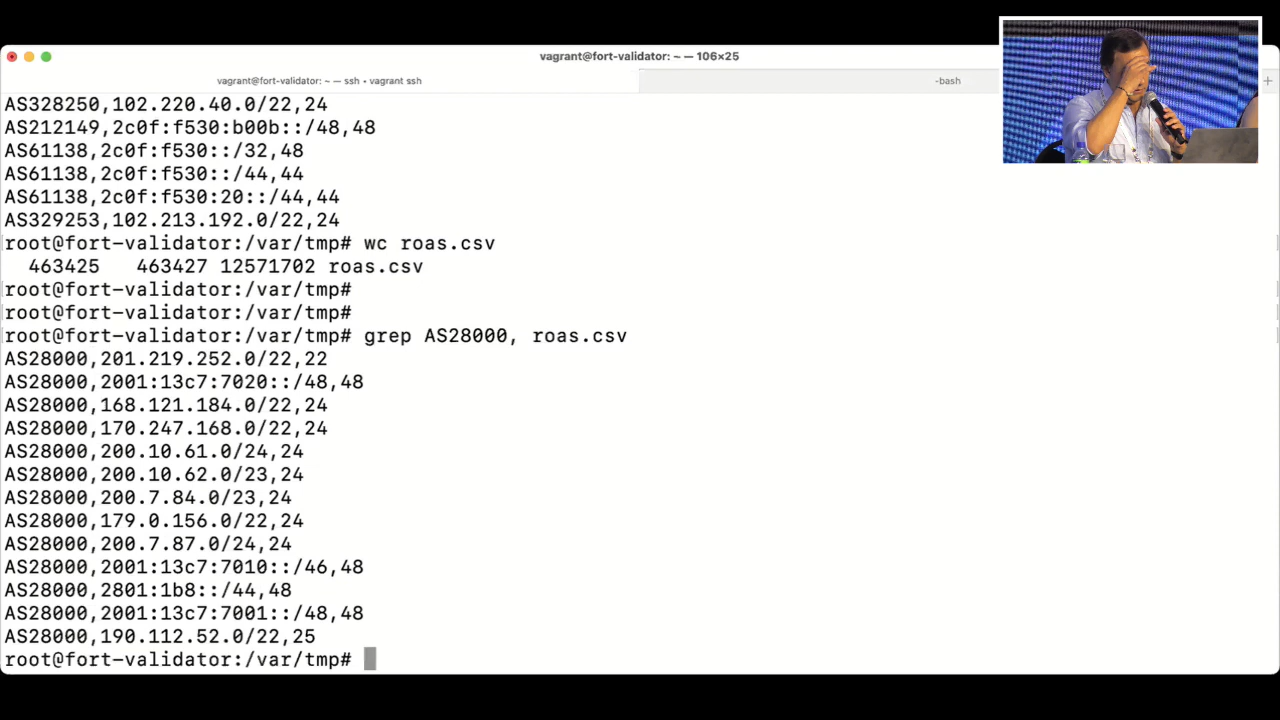 vagrant@fort-validator: ~ — 106×25
vagrant@fort-validator: ~ — ssh • vagrant ssh
-bash
+
AS328250,102.220.40.0/22,24
AS212149,2c0f:f530:b00b::/48,48
AS61138,2c0f:f530::/32,48
AS61138,2c0f:f530::/44,44
AS61138,2c0f:f530:20::/44,44
AS329253,102.213.192.0/22,24
root@fort-validator:/var/tmp# wc roas.csv
463425 463427 12571702 roas.csv
root@fort-validator:/var/tmp#
root@fort-validator:/var/tmp#
root@fort-validator:/var/tmp# grep AS28000, roas.csv
AS28000,201.219.252.0/22,22
AS28000,2001:13c7:7020::/48,48
AS28000,168.121.184.0/22,24
AS28000,170.247.168.0/22,24
AS28000,200.10.61.0/24,24
AS28000,200.10.62.0/23,24
AS28000,200.7.84.0/23,24
AS28000,179.0.156.0/22,24
AS28000,200.7.87.0/24,24
AS28000,2001:13c7:7010::/46,48
AS28000,2801:1b8::/44,48
AS28000,2001:13c7:7001::/48,48
AS28000,190.112.52.0/22,25
root@fort-validator:/var/tmp#